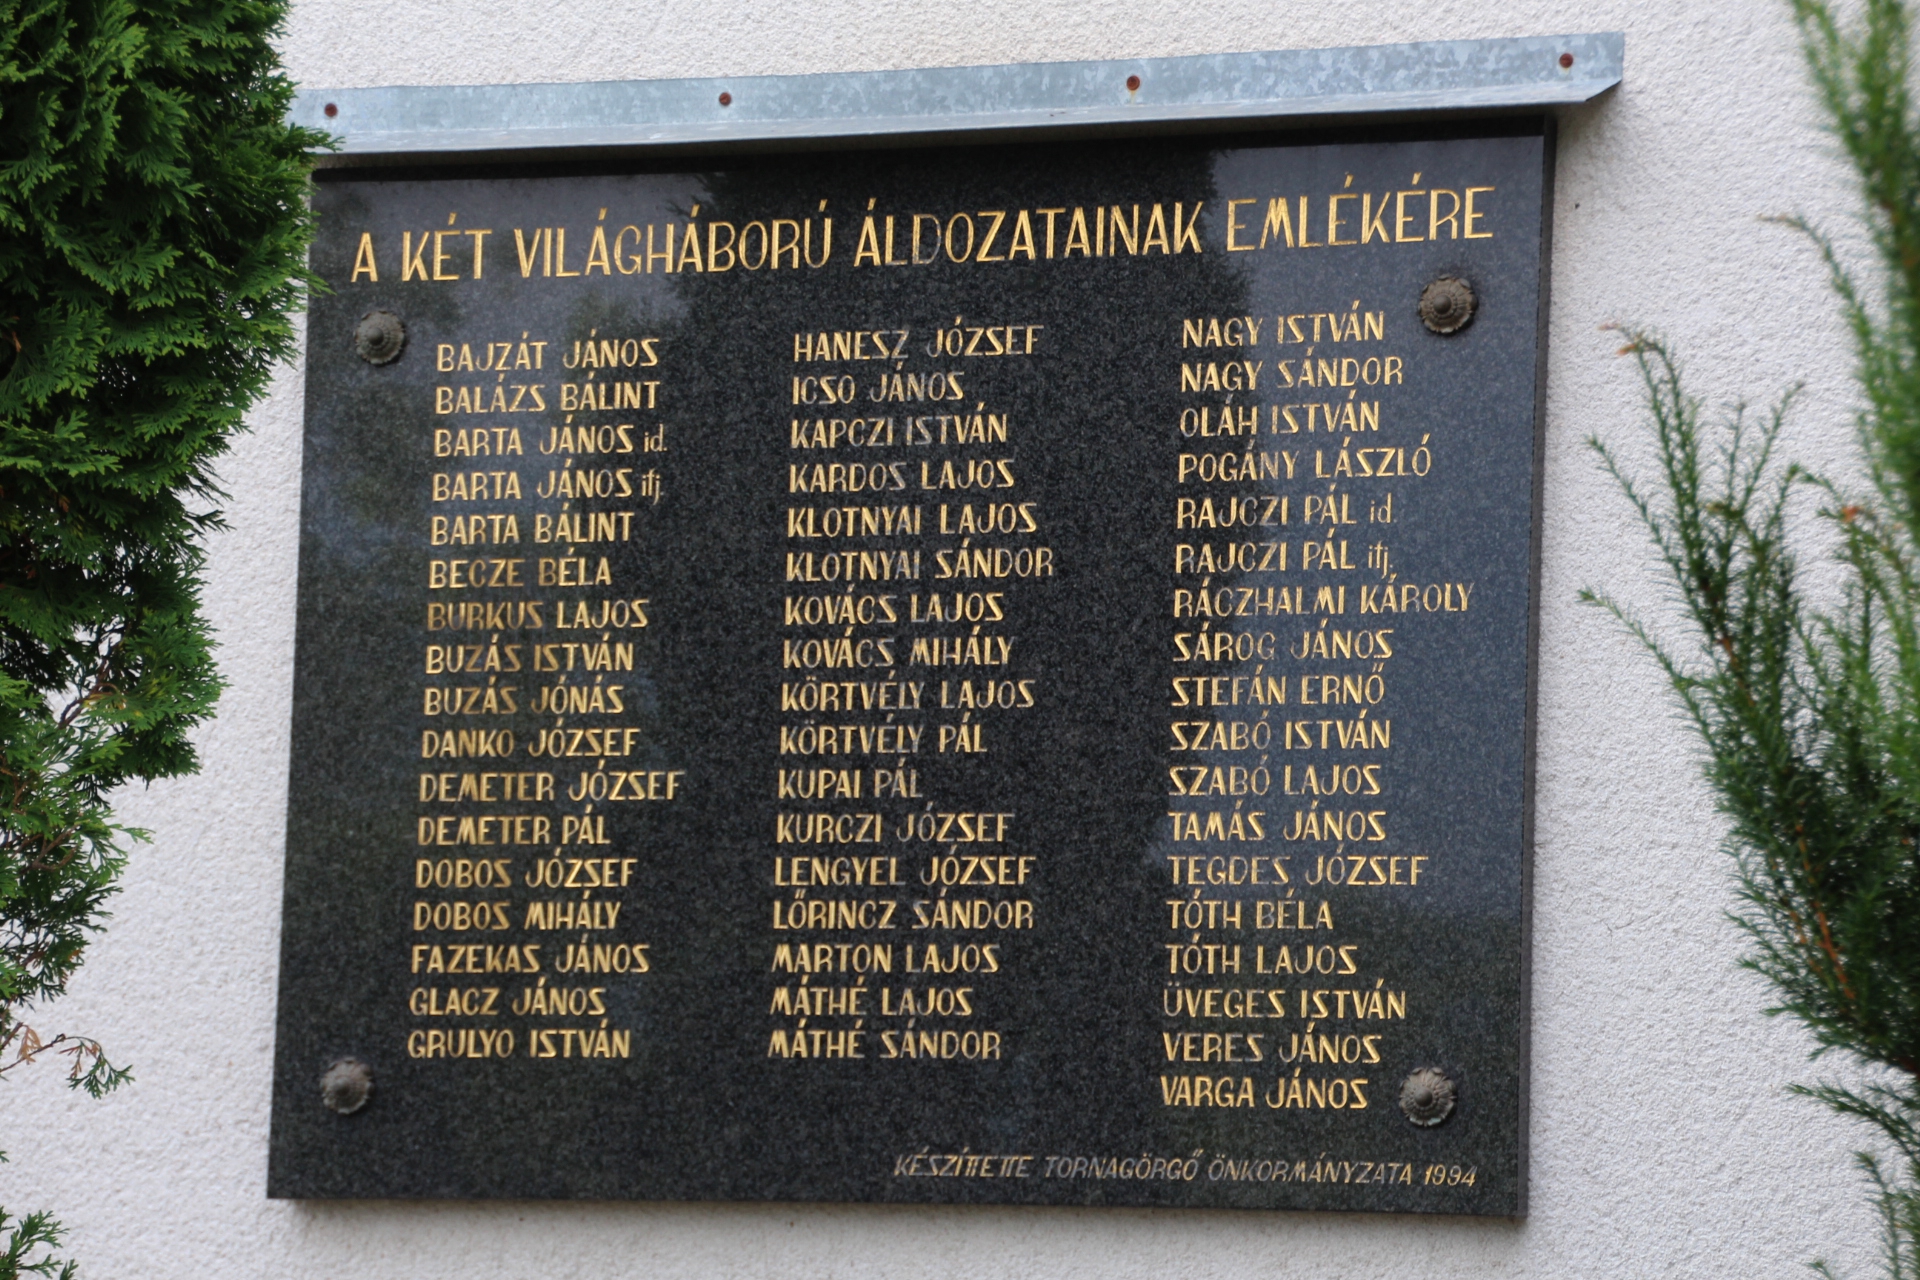 A KÉT VILÁGHÁBORÚ ÁLDOZATAINAK EMLÉKÉRE
BAJZÁT JÁNOS
BALÁZS BÁLINT
BARTA JÁNOS id.
BARTA JÁNOS ifj.
BARTA BÁLINT
BECZE BÉLA
BURKUS LAJOS
BUZÁS ISTVÁN
BUZÁS JÓNÁS
DANKO JÓZSEF
DEMETER JÓZSEF
DEMETER PÁL
DOBOS JÓZSEF
DOBOS MIHÁLY
FAZEKAS JÁNOS
GLACZ JÁNOS
GRULYO ISTVÁN
HANESZ JÓZSEF
ICSO JÁNOS
KAPCZI ISTVÁN
KARDOS LAJOS
KLOTNYAI LAJOS
KLOTNYAI SÁNDOR
KOVÁCS LAJOS
KOVÁCS MIHÁLY
KÖRTVÉLY LAJOS
KÖRTVÉLY PÁL
KUPAI PÁL
KURCZI JÓZSEF
LENGYEL JÓZSEF
LŐRINCZ SÁNDOR
MARTON LAJOS
MÁTHÉ LAJOS
MÁTHÉ SÁNDOR
NAGY ISTVÁN
NAGY SÁNDOR
OLÁH ISTVÁN
POGÁNY LÁSZLÓ
RAJCZI PÁL id.
RAJCZI PÁL ifj.
RÁCZHALMI KÁROLY
SÁROG JÁNOS
STEFÁN ERNŐ
SZABÓ ISTVÁN
SZABÓ LAJOS
TAMÁS JÁNOS
TEGDES JÓZSEF
TÓTH BÉLA
TÓTH LAJOS
ÜVEGES ISTVÁN
VERES JÁNOS
VARGA JÁNOS
KÉSZÍTTETTE TORNAGÖRGŐ ÖNKORMÁNYZATA 1994